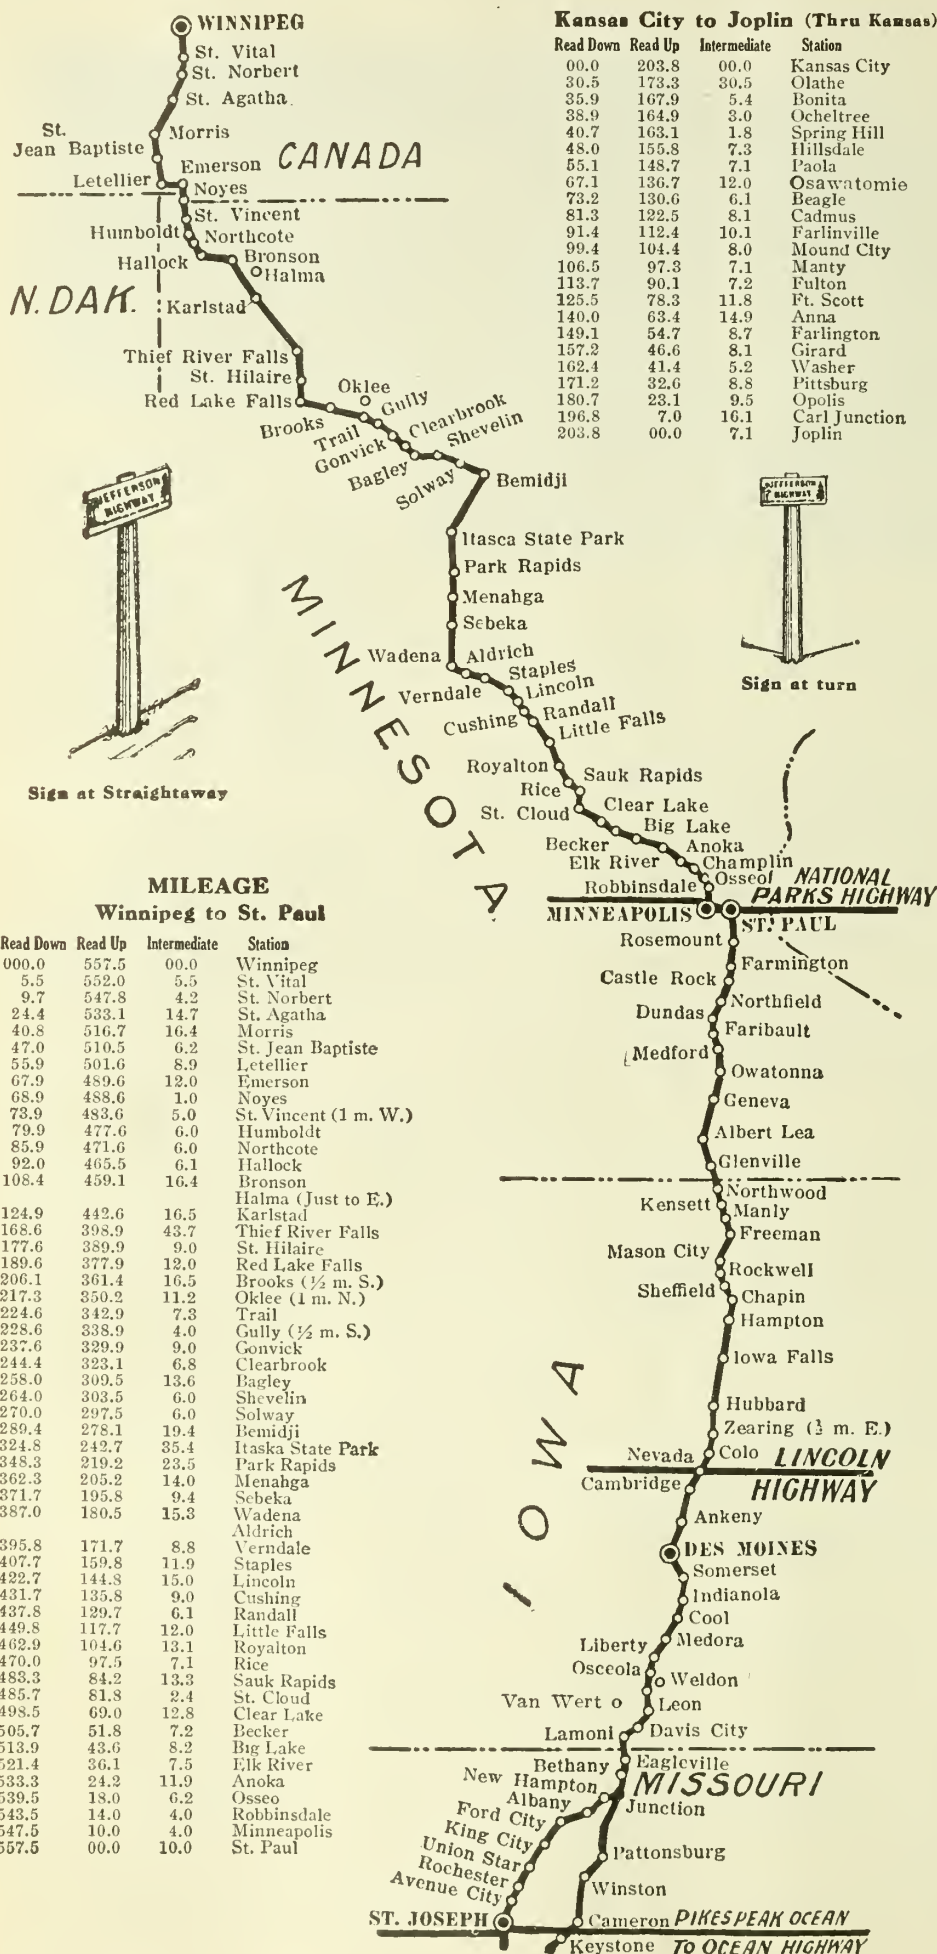 WINNIPEG
St. Vital
St. Norbert
St. Agatha
St.
Jean Baptiste
Morris
Letellier
Emerson
CANADA
Noyes
St. Vincent
Humboldt
Northcote
Hallock
Bronson
Halma
N. DAK.
Karlstad
Thief River Falls
St. Hilaire
Red Lake Falls
Oklee
Brooks
Trail
Gully
Gonvick
Clearbrook
Bagley
Shevelin
Solway
Bemidji
Itasca State Park
Park Rapids
Menahga
Sebeka
Wadena
Aldrich
Verndale
Staples
Lincoln
Cushing
Randall
Little Falls
Royalton
Rice
Sauk Rapids
St. Cloud
Clear Lake
Becker
Big Lake
Elk River
Anoka
Champlin
Osseo
Robbinsdale
MINNESOTA
NATIONAL
PARKS HIGHWAY
MINNEAPOLIS
ST. PAUL
Kansas City to Joplin (Thru Kansas)
Read Down Read Up Intermediate Station
00.0 203.8 00.0 Kansas City
30.5 173.3 30.5 Olathe
35.9 167.9 5.4 Bonita
38.9 164.9 3.0 Ocheltree
40.7 163.1 1.8 Spring Hill
48.0 155.8 7.3 Hillsdale
55.1 148.7 7.1 Paola
67.1 136.7 12.0 Osawatomie
73.2 130.6 6.1 Beagle
81.3 122.5 8.1 Cadmus
91.4 112.4 10.1 Farlinville
99.4 104.4 8.0 Mound City
106.5 97.3 7.1 Manty
113.7 90.1 7.2 Fulton
125.5 78.3 11.8 Ft. Scott
140.0 63.4 14.9 Anna
149.1 54.7 8.7 Farlington
157.2 46.6 8.1 Girard
162.4 41.4 5.2 Washer
171.2 32.6 8.8 Pittsburg
180.7 23.1 9.5 Opolis
196.8 7.0 16.1 Carl Junction
203.8 00.0 7.1 Joplin
JEFFERSON
HIGHWAY
Sign at Straightaway
JEFFERSON
HIGHWAY
Sign at turn
MILEAGE
Winnipeg to St. Paul
Read Down Read Up Intermediate Station
000.0 557.5 00.0 Winnipeg
5.5 552.0 5.5 St. Vital
9.7 547.8 4.2 St. Norbert
24.4 533.1 14.7 St. Agatha
40.8 516.7 16.4 Morris
47.0 510.5 6.2 St. Jean Baptiste
55.9 501.6 8.9 Letellier
67.9 489.6 12.0 Emerson
68.9 488.6 1.0 Noyes
73.9 483.6 5.0 St. Vincent (1 m. W.)
79.9 477.6 6.0 Humboldt
85.9 471.6 6.0 Northcote
92.0 465.5 6.1 Hallock
108.4 459.1 16.4 Bronson
Halma (Just to E.)
124.9 442.6 16.5 Karlstad
168.6 398.9 43.7 Thief River Falls
177.6 389.9 9.0 St. Hilaire
189.6 377.9 12.0 Red Lake Falls
206.1 361.4 16.5 Brooks (½ m. S.)
217.3 350.2 11.2 Oklee (1 m. N.)
224.6 342.9 7.3 Trail
228.6 338.9 4.0 Gully (½ m. S.)
237.6 329.9 9.0 Gonvick
244.4 323.1 6.8 Clearbrook
258.0 309.5 13.6 Bagley
264.0 303.5 6.0 Shevelin
270.0 297.5 6.0 Solway
289.4 278.1 19.4 Bemidji
324.8 242.7 35.4 Itaska State Park
348.3 219.2 23.5 Park Rapids
362.3 205.2 14.0 Menahga
371.7 195.8 9.4 Sebeka
387.0 180.5 15.3 Wadena
Aldrich
395.8 171.7 8.8 Verndale
407.7 159.8 11.9 Staples
422.7 144.8 15.0 Lincoln
431.7 135.8 9.0 Cushing
437.8 129.7 6.1 Randall
449.8 117.7 12.0 Little Falls
462.9 104.6 13.1 Royalton
470.0 97.5 7.1 Rice
483.3 84.2 13.3 Sauk Rapids
485.7 81.8 2.4 St. Cloud
498.5 69.0 12.8 Clear Lake
505.7 51.8 7.2 Becker
513.9 43.6 8.2 Big Lake
521.4 36.1 7.5 Elk River
533.3 24.2 11.9 Anoka
539.5 18.0 6.2 Osseo
543.5 14.0 4.0 Robbinsdale
547.5 10.0 4.0 Minneapolis
557.5 00.0 10.0 St. Paul
Rosemount
Farmington
Castle Rock
Northfield
Dundas
Faribault
Medford
Owatonna
Geneva
Albert Lea
Glenville
Northwood
Kensett
Manly
Freeman
Mason City
Rockwell
Sheffield
Chapin
Hampton
Iowa Falls
IOWA
Hubbard
Zearing (½ m. E.)
Nevada
Colo
LINCOLN
HIGHWAY
Cambridge
Ankeny
DES MOINES
Somerset
Indianola
Cool
Medora
Liberty
Osceola
Weldon
Van Wert
Leon
Davis City
Lamoni
Eagleville
Bethany
New Hampton
MISSOURI
Albany
Junction
Ford City
King City
Union Star
Rochester
Avenue City
Pattonsburg
Winston
ST. JOSEPH
Cameron
PIKES PEAK OCEAN
Keystone
TO OCEAN HIGHWAY